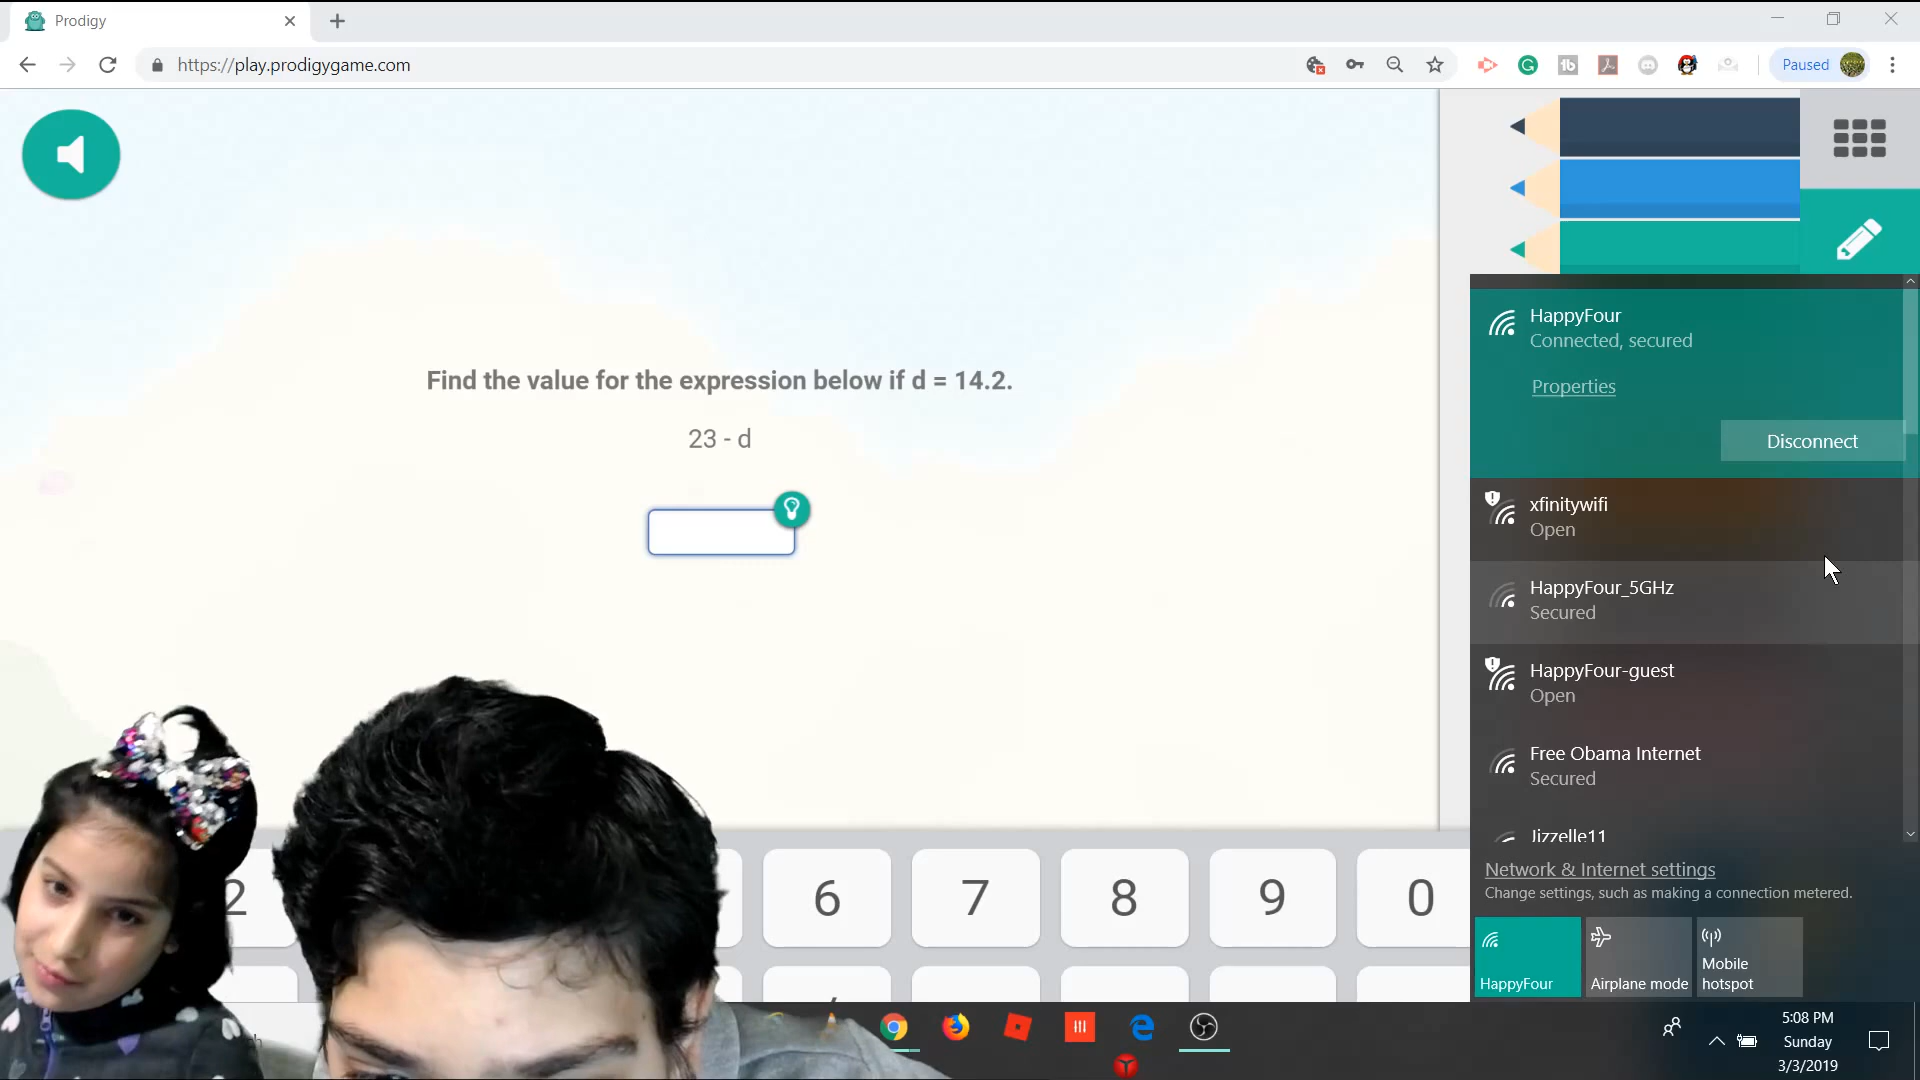 Prodigy
https://play.prodigygame.com
Paused
Find the value for the expression below if d = 14.2.
23 - d
HappyFour
Connected, secured
Properties
Disconnect
xfinitywifi
Open
HappyFour_5GHz
Secured
HappyFour-guest
Open
Free Obama Internet
Secured
Jizzelle11
Network & Internet settings
Change settings, such as making a connection metered.
2 6 7 8 9 0
HappyFour
Airplane mode
Mobile
hotspot
5:08 PM
Sunday
3/3/2019